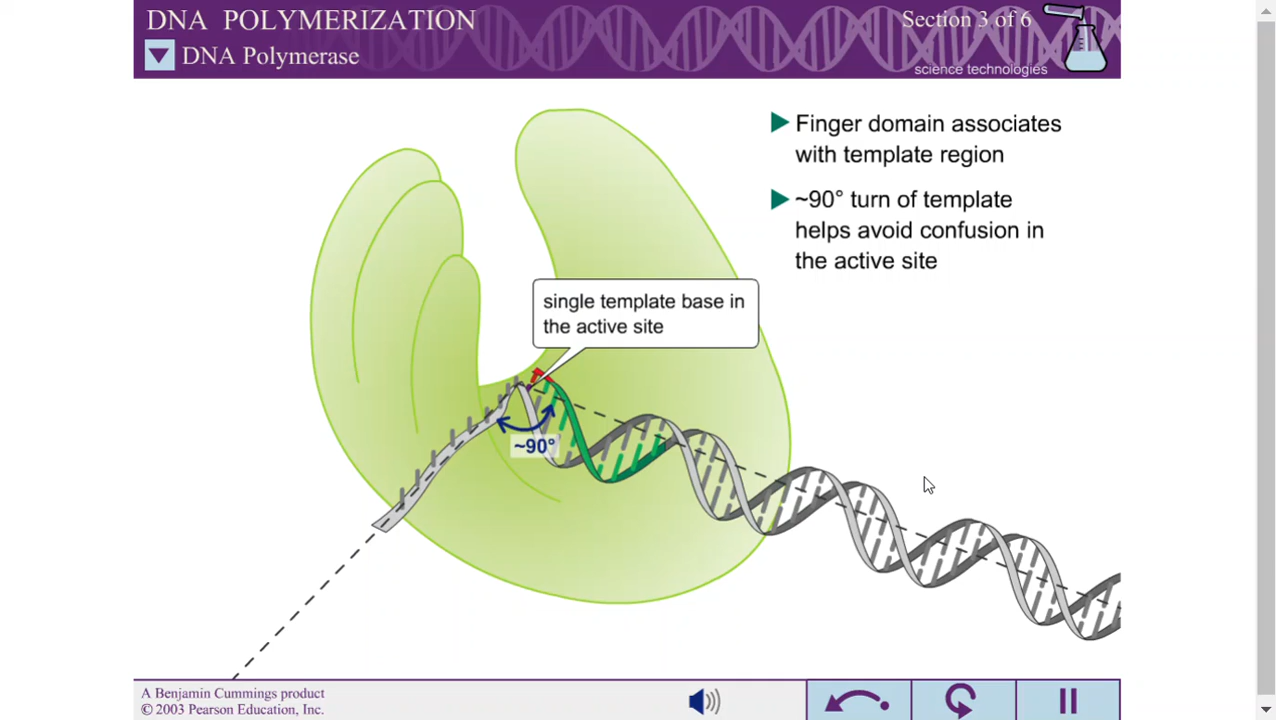 DNA POLYMERIZATION
Section 3 of 6
DNA Polymerase
science technologies
Finger domain associates
with template region
~90° turn of template
helps avoid confusion in
the active site
single template base in
the active site
~90°
A Benjamin Cummings product
© 2003 Pearson Education, Inc.